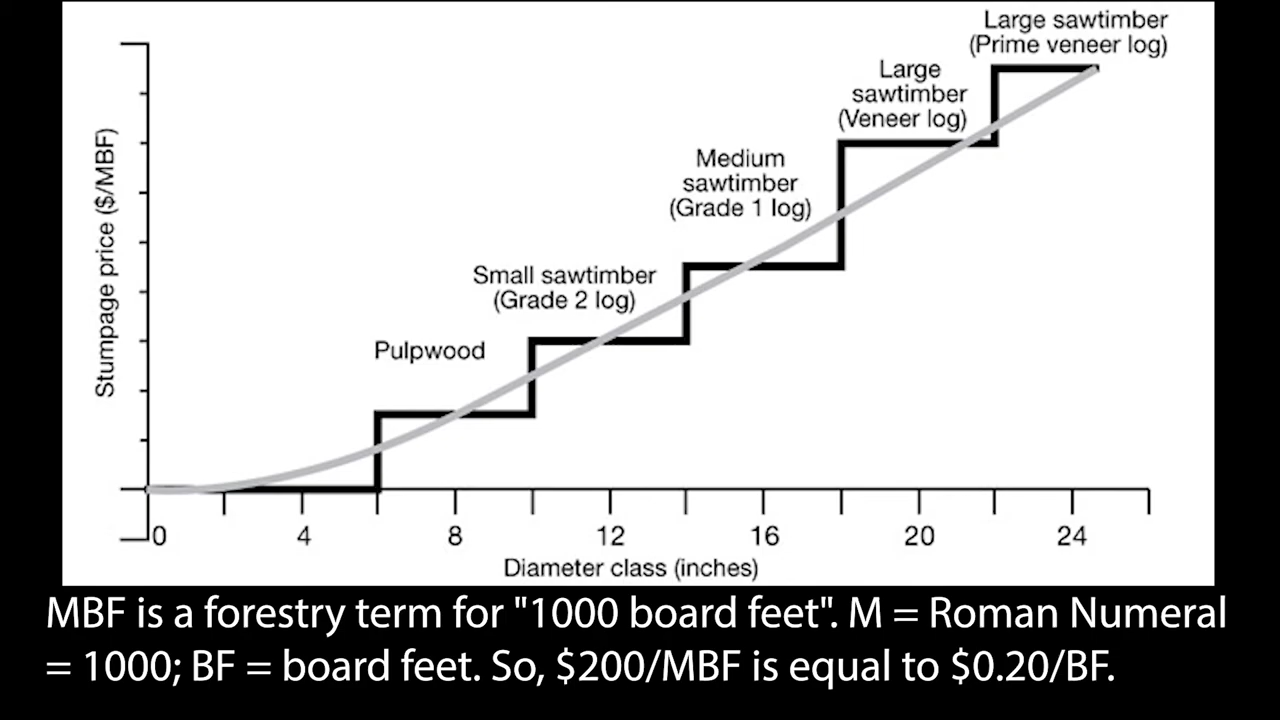 Large sawtimber
(Prime veneer log)
Large
sawtimber
(Veneer log)
Medium
sawtimber
(Grade 1 log)
Small sawtimber
(Grade 2 log)
Pulpwood
Stumpage price ($/MBF)
0 4 8 12 16 20 24
Diameter class (inches)
MBF is a forestry term for "1000 board feet". M = Roman Numeral
= 1000; BF = board feet. So, $200/MBF is equal to $0.20/BF.